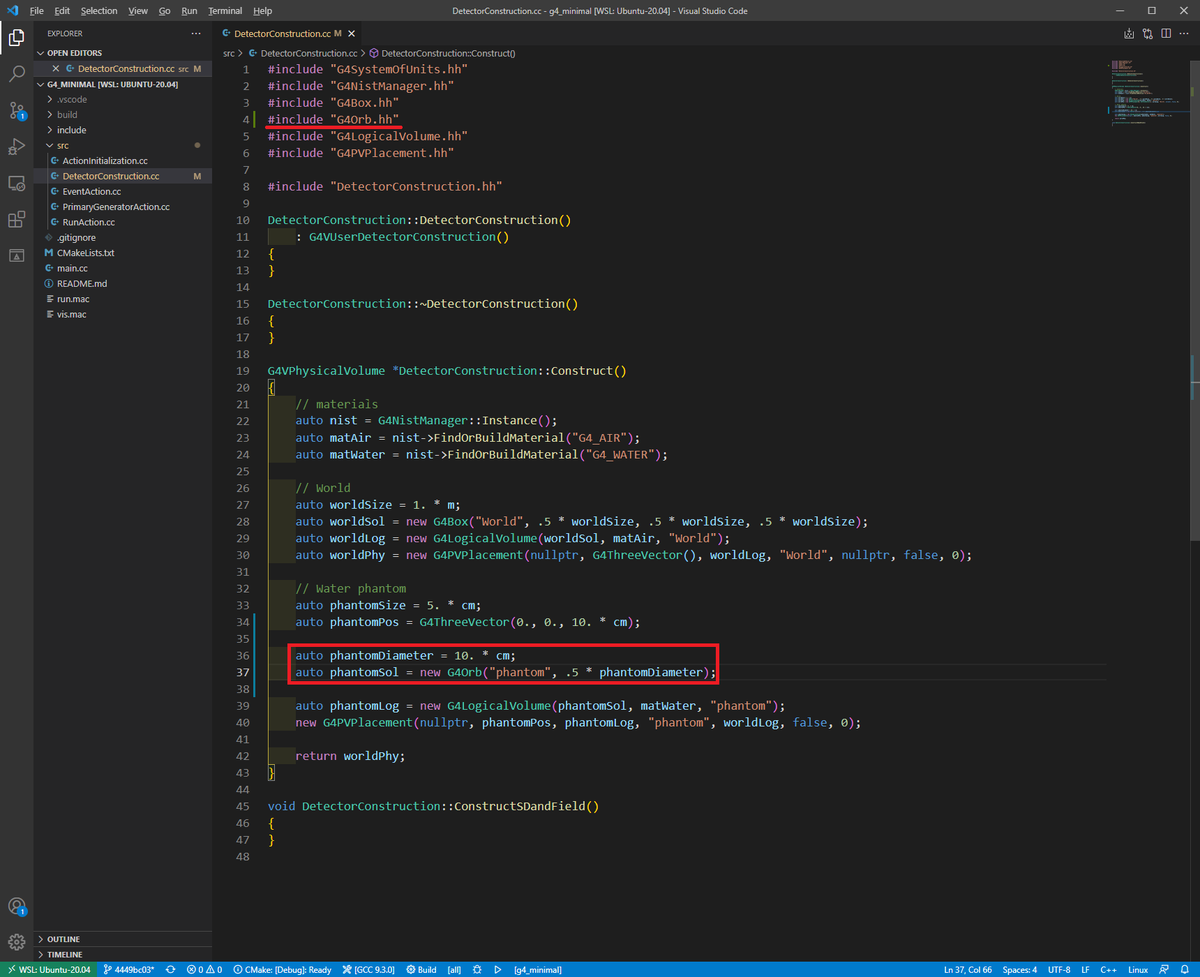 File Edit Selection View Go Run Terminal Help DetectorConstruction.cc - g4_minimal [WSL: Ubuntu-20.04] - Visual Studio Code
EXPLORER
OPEN EDITORS
DetectorConstruction.cc src M
G4_MINIMAL [WSL: UBUNTU-20.04]
.vscode
build
include
src
ActionInitialization.cc
DetectorConstruction.cc M
EventAction.cc
PrimaryGeneratorAction.cc
RunAction.cc
.gitignore
CMakeLists.txt
main.cc
README.md
run.mac
vis.mac
OUTLINE
TIMELINE
1
1
DetectorConstruction.cc M
src > DetectorConstruction.cc > DetectorConstruction::Construct()
1 #include "G4SystemOfUnits.hh"
2 #include "G4NistManager.hh"
3 #include "G4Box.hh"
4 #include "G4Orb.hh"
5 #include "G4LogicalVolume.hh"
6 #include "G4PVPlacement.hh"
7
8 #include "DetectorConstruction.hh"
9
10 DetectorConstruction::DetectorConstruction()
11     : G4VUserDetectorConstruction()
12 {
13 }
14
15 DetectorConstruction::~DetectorConstruction()
16 {
17 }
18
19 G4VPhysicalVolume *DetectorConstruction::Construct()
20 {
21     // materials
22     auto nist = G4NistManager::Instance();
23     auto matAir = nist->FindOrBuildMaterial("G4_AIR");
24     auto matWater = nist->FindOrBuildMaterial("G4_WATER");
25
26     // World
27     auto worldSize = 1. * m;
28     auto worldSol = new G4Box("World", .5 * worldSize, .5 * worldSize, .5 * worldSize);
29     auto worldLog = new G4LogicalVolume(worldSol, matAir, "World");
30     auto worldPhy = new G4PVPlacement(nullptr, G4ThreeVector(), worldLog, "World", nullptr, false, 0);
31
32     // Water phantom
33     auto phantomSize = 5. * cm;
34     auto phantomPos = G4ThreeVector(0., 0., 10. * cm);
35
36     auto phantomDiameter = 10. * cm;
37     auto phantomSol = new G4Orb("phantom", .5 * phantomDiameter);
38
39     auto phantomLog = new G4LogicalVolume(phantomSol, matWater, "phantom");
40     new G4PVPlacement(nullptr, phantomPos, phantomLog, "phantom", worldLog, false, 0);
41
42     return worldPhy;
43 }
44
45 void DetectorConstruction::ConstructSDandField()
46 {
47 }
48
WSL: Ubuntu-20.04 4449bc03* 0 0 CMake: [Debug]: Ready [GCC 9.3.0] Build [all] [g4_minimal] Ln 37, Col 66 Spaces: 4 UTF-8 LF C++ Linux